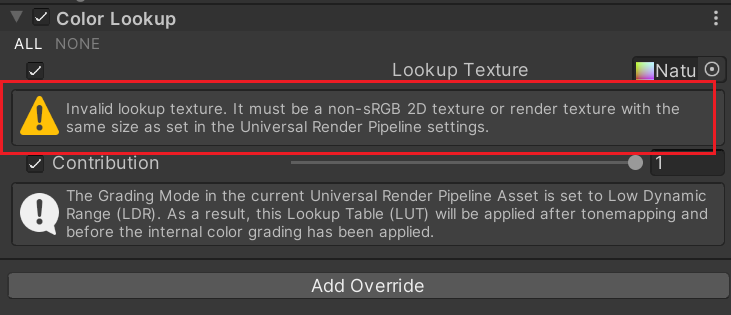 Color Lookup
ALL NONE
Lookup Texture Natu
Invalid lookup texture. It must be a non-sRGB 2D texture or render texture with the
same size as set in the Universal Render Pipeline settings.
Contribution 1
The Grading Mode in the current Universal Render Pipeline Asset is set to Low Dynamic
Range (LDR). As a result, this Lookup Table (LUT) will be applied after tonemapping and
before the internal color grading has been applied.
Add Override